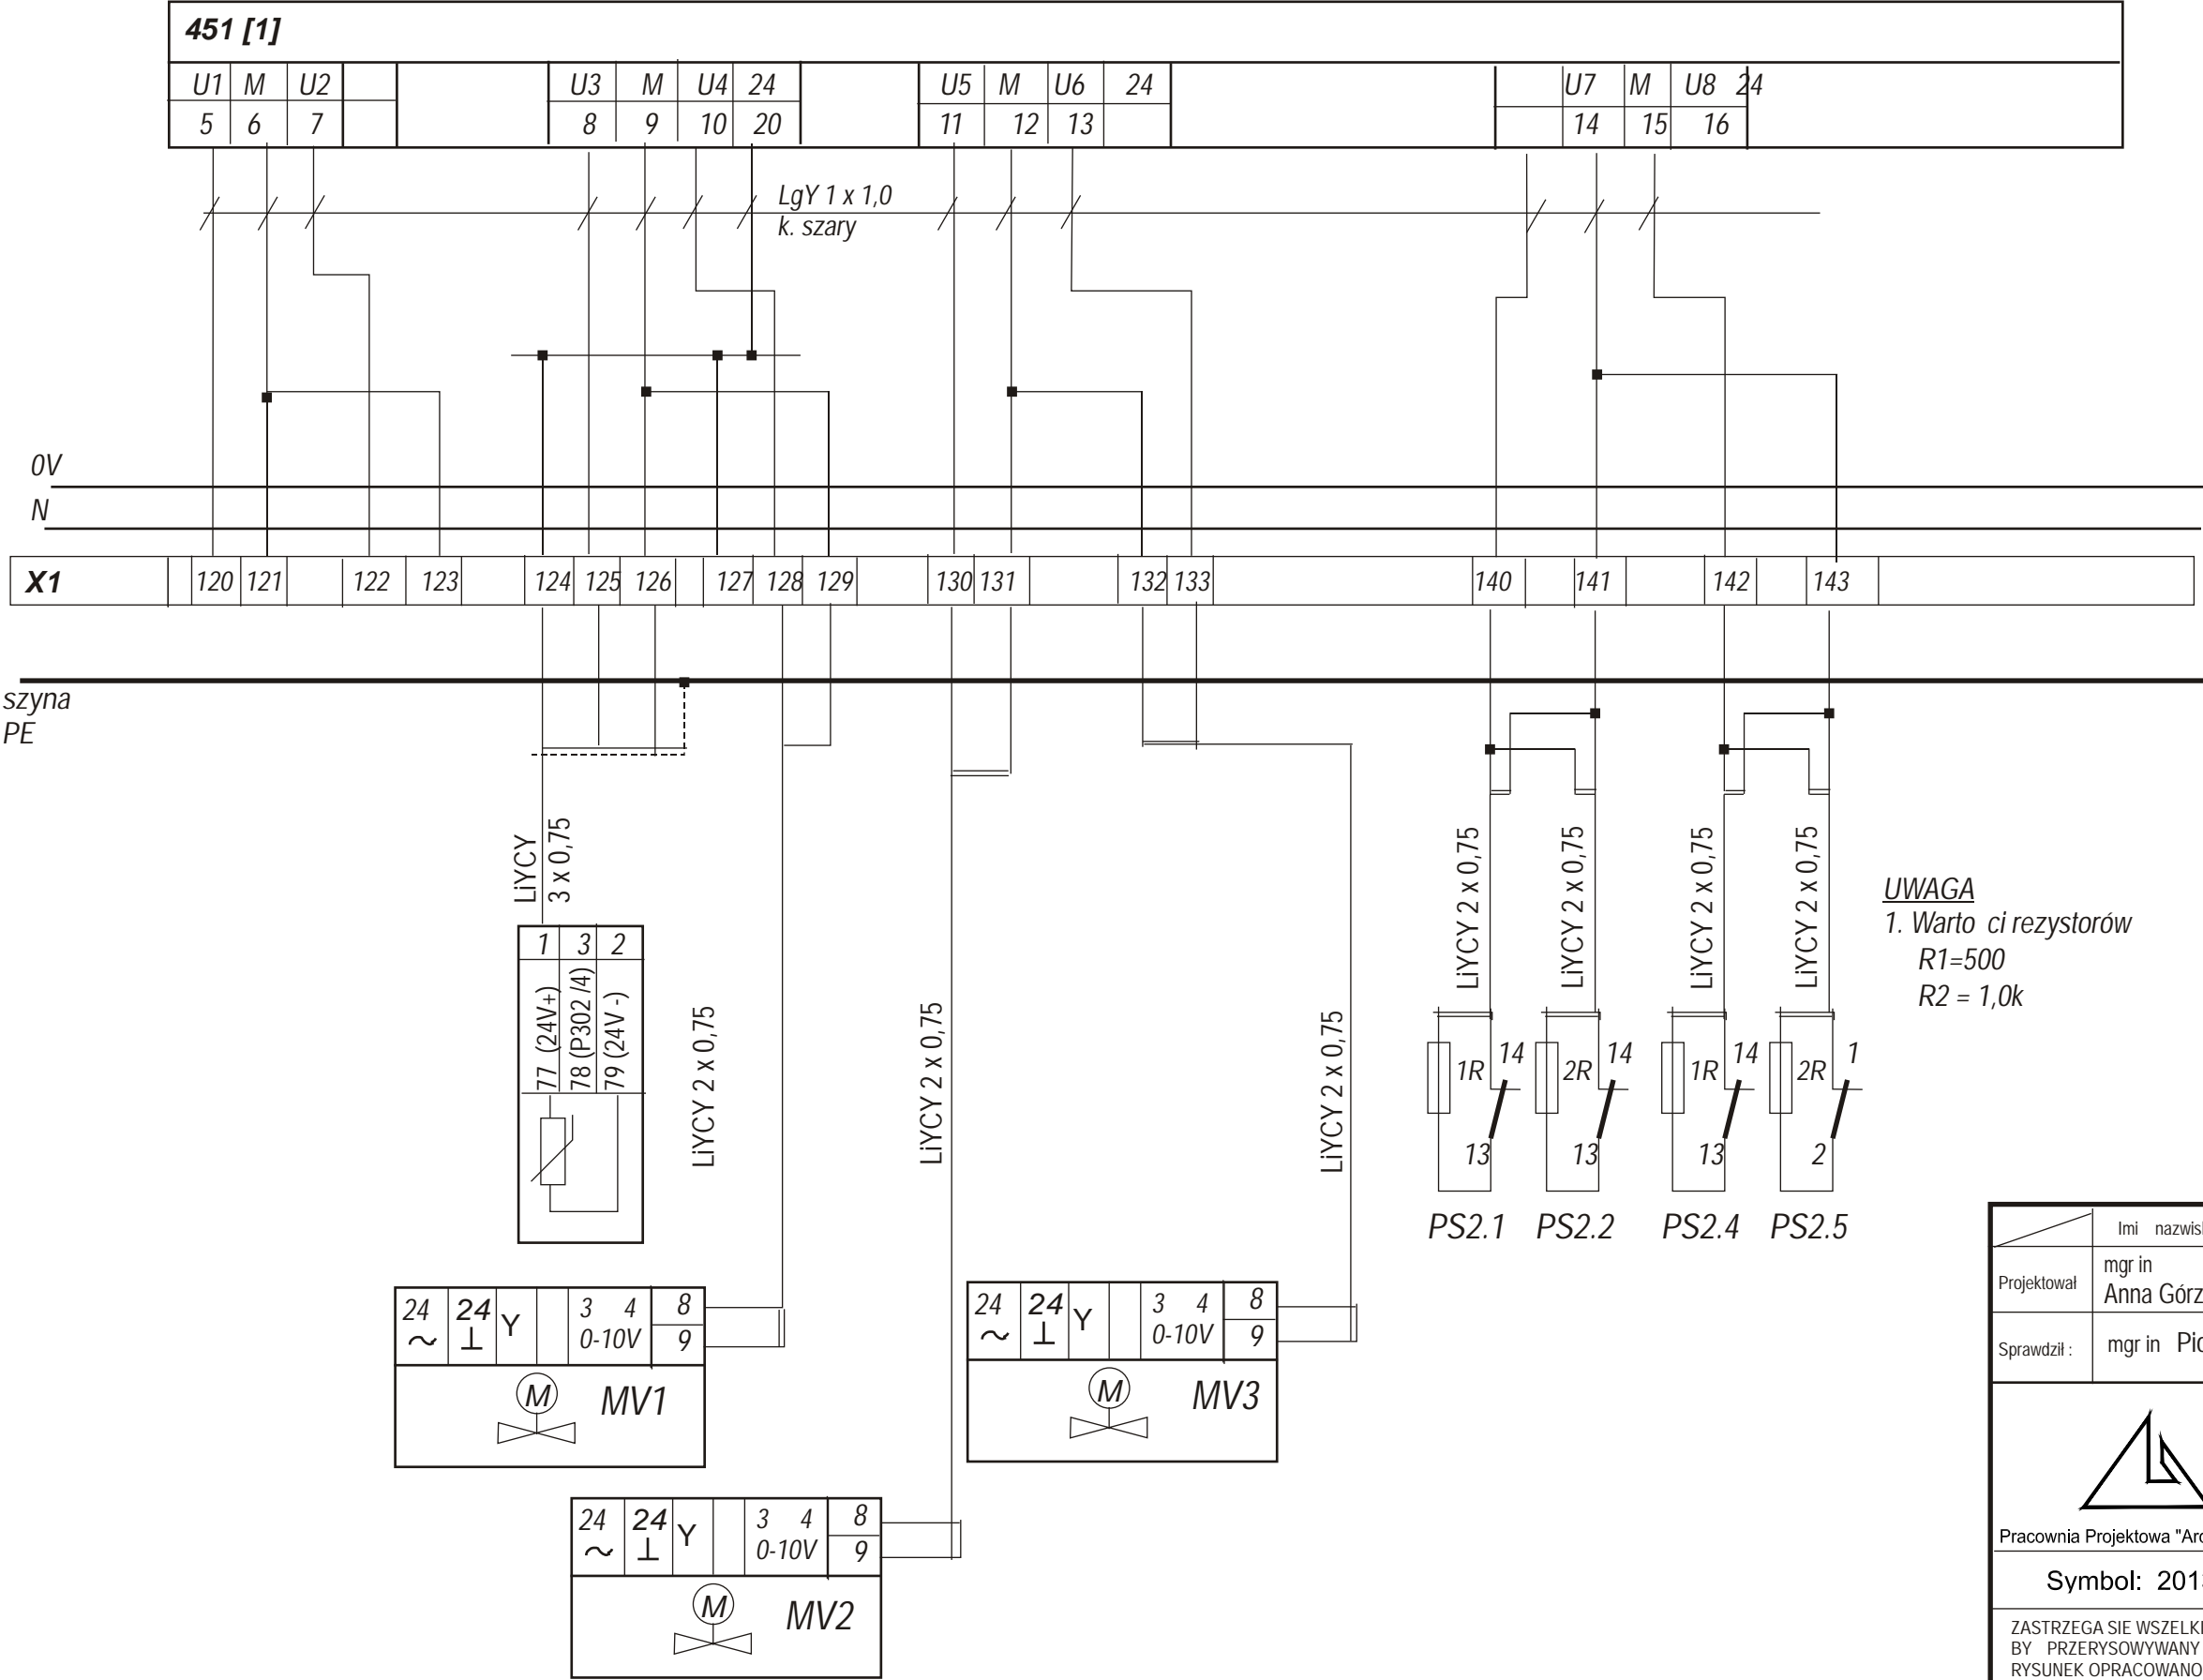 451 [1]
U1 M U2 U3 M U4 24 U5 M U6 24 U7 M U8 24
5 6 7 8 9 10 20 11 12 13 14 15 16
LgY 1 x 1,0
k. szary
0V
N
X1 120 121 122 123 124 125 126 127 128 129 130 131 132 133 140 141 142 143
szyna
PE
LiYCY
3 x 0,75
1 3 2
77 (24V+)
78 (P302 /4)
79 (24V -)
LiYCY 2 x 0,75
LiYCY 2 x 0,75
LiYCY 2 x 0,75
LiYCY 2 x 0,75
LiYCY 2 x 0,75
LiYCY 2 x 0,75
LiYCY 2 x 0,75
UWAGA
1. Warto ci rezystorów
R1=500
R2 = 1,0k
1R 14 2R 14 1R 14 2R 1
13 13 13 2
PS2.1 PS2.2 PS2.4 PS2.5
24 24 Y 3 4 8
~ ⊥ 0-10V 9
M MV1
24 24 Y 3 4 8
~ ⊥ 0-10V 9
M MV3
24 24 Y 3 4 8
~ ⊥ 0-10V 9
M MV2
Imi nazwis
Projektował
mgr in
Anna Górz
Sprawdził :
mgr in Pio
Pracownia Projektowa "Arc
Symbol: 201
ZASTRZEGA SIE WSZELKI
BY PRZERYSOWYWANY
RYSUNEK OPRACOWANO